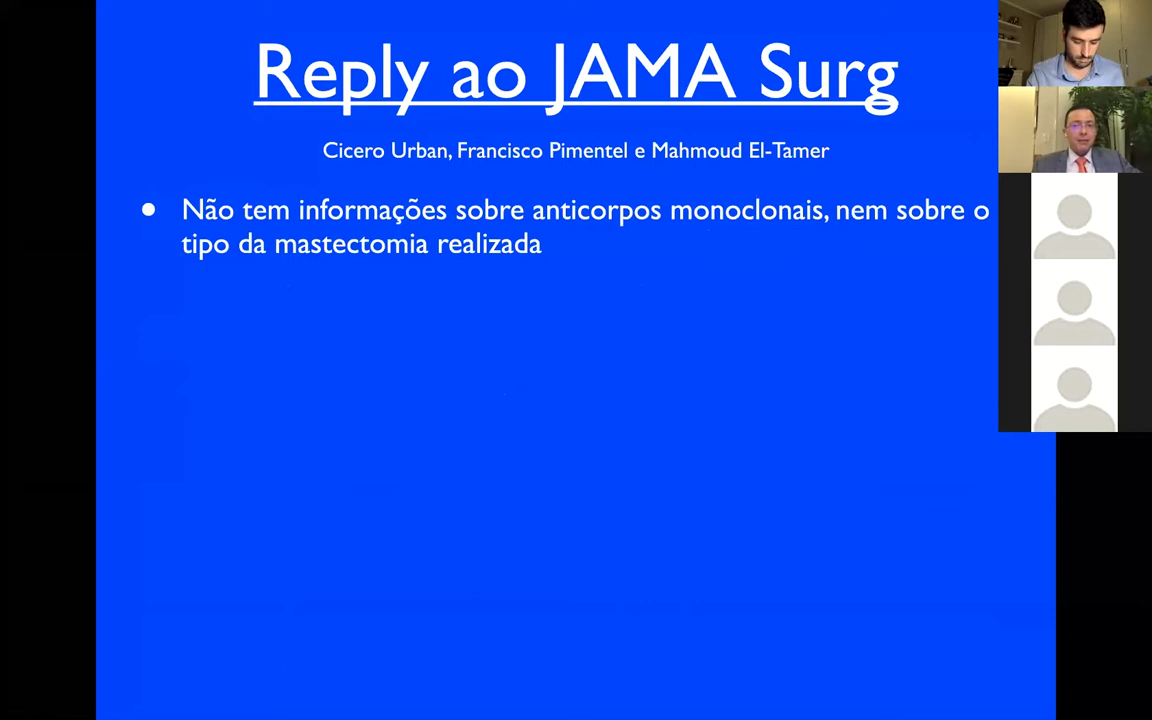 Reply ao JAMA Surg
Cicero Urban, Francisco Pimentel e Mahmoud El-Tamer
● Não tem informações sobre anticorpos monoclonais, nem sobre o
tipo da mastectomia realizada